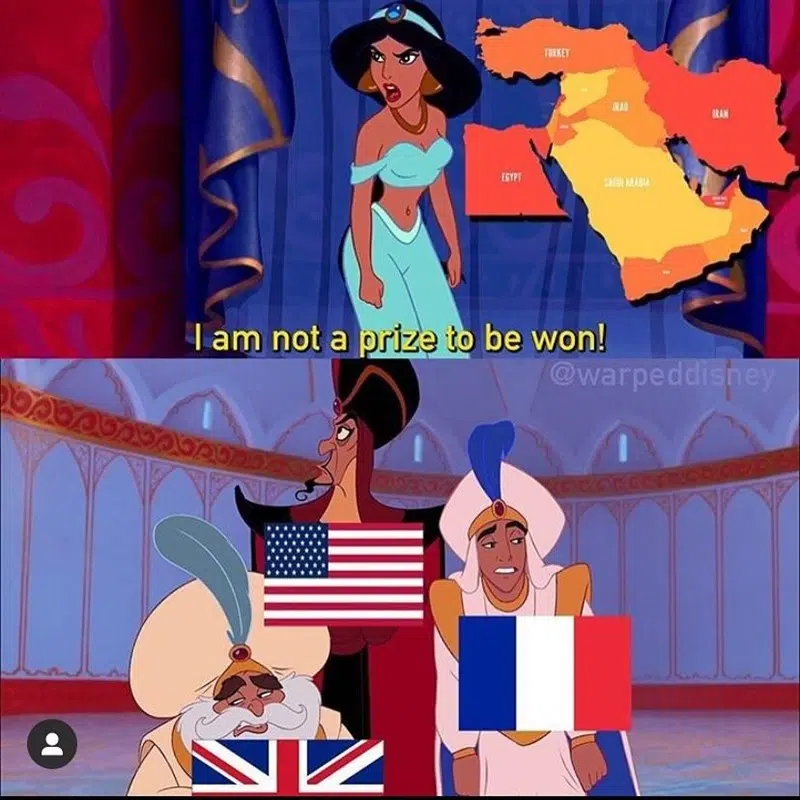 TURKEY
IRAQ
IRAN
EGYPT
SAUDI ARABIA
I am not a prize to be won!
@warpeddisney